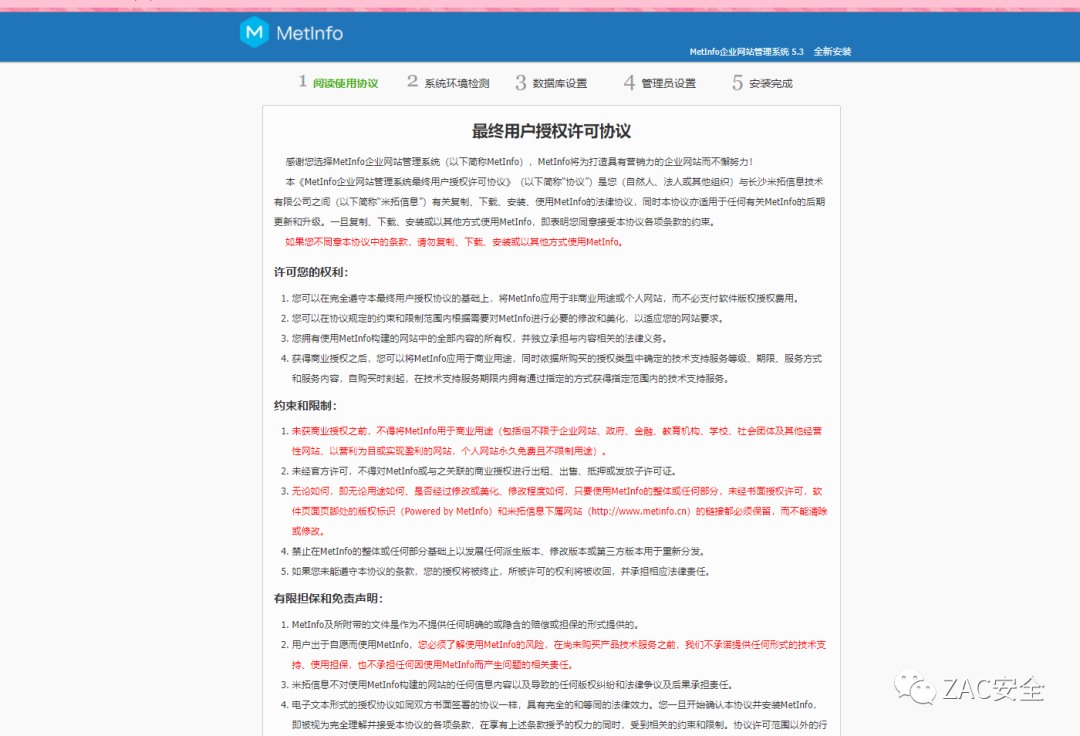 MetInfo
MetInfo企业网站管理系统 5.3 全新安装
1 阅读使用协议 2 系统环境检测 3 数据库设置 4 管理员设置 5 安装完成
最终用户授权许可协议
感谢您选择MetInfo企业网站管理系统（以下简称MetInfo），MetInfo将为打造具有营销力的企业网站而不懈努力！
本《MetInfo企业网站管理系统最终用户授权许可协议》（以下简称“协议”）是您（自然人、法人或其他组织）与长沙米拓信息技术
有限公司之间（以下简称“米拓信息”）有关复制、下载、安装、使用MetInfo的法律协议，同时本协议亦适用于任何有关MetInfo的后期
更新和升级。一旦复制、下载、安装或以其他方式使用MetInfo，即表明您同意接受本协议各项条款的约束。
如果您不同意本协议中的条款，请勿复制、下载、安装或以其他方式使用MetInfo。
许可您的权利：
1. 您可以在完全遵守本最终用户授权协议的基础上，将MetInfo应用于非商业用途或个人网站，而不必支付软件版权授权费用。
2. 您可以在协议规定的约束和限制范围内根据需要对MetInfo进行必要的修改和美化，以适应您的网站要求。
3. 您拥有使用MetInfo构建的网站中的全部内容的所有权，并独立承担与内容相关的法律义务。
4. 获得商业授权之后，您可以将MetInfo应用于商业用途，同时依据所购买的授权类型中确定的技术支持服务等级、期限、服务方式
和服务内容，自购买时刻起，在技术支持服务期限内拥有通过指定的方式获得指定范围内的技术支持服务。
约束和限制：
1. 未获商业授权之前，不得将MetInfo用于商业用途（包括但不限于企业网站、政府、金融、教育机构、学校、社会团体及其他经营
性网站、以营利为目或实现盈利的网站，个人网站永久免费且不限制用途）。
2. 未经官方许可，不得对MetInfo或与之关联的商业授权进行出租、出售、抵押或发放子许可证。
3. 无论如何，即无论用途如何、是否经过修改或美化、修改程度如何，只要使用MetInfo的整体或任何部分，未经书面授权许可，软
件页面页脚处的版权标识（Powered by MetInfo）和米拓信息下属网站（http://www.metinfo.cn）的链接都必须保留，而不能清除
或修改。
4. 禁止在MetInfo的整体或任何部分基础上以发展任何派生版本、修改版本或第三方版本用于重新分发。
5. 如果您未能遵守本协议的条款，您的授权将被终止，所被许可的权利将被收回，并承担相应法律责任。
有限担保和免责声明：
1. MetInfo及所附带的文件是作为不提供任何明确的或隐含的赔偿或担保的形式提供的。
2. 用户出于自愿而使用MetInfo，您必须了解使用MetInfo的风险，在尚未购买产品技术服务之前，我们不承诺提供任何形式的技术支
持、使用担保，也不承担任何因使用MetInfo而产生问题的相关责任。
3. 米拓信息不对使用MetInfo构建的网站的任何信息内容以及导致的任何版权纠纷和法律争议及后果承担责任。
4. 电子文本形式的授权协议如同双方书面签署的协议一样，具有完全的和等同的法律效力。您一旦开始确认本协议并安装MetInfo，
即被视为完全理解并接受本协议的各项条款，在享有上述条款授予的权力的同时，受到相关的约束和限制。协议许可范围以外的行
ZAC安全